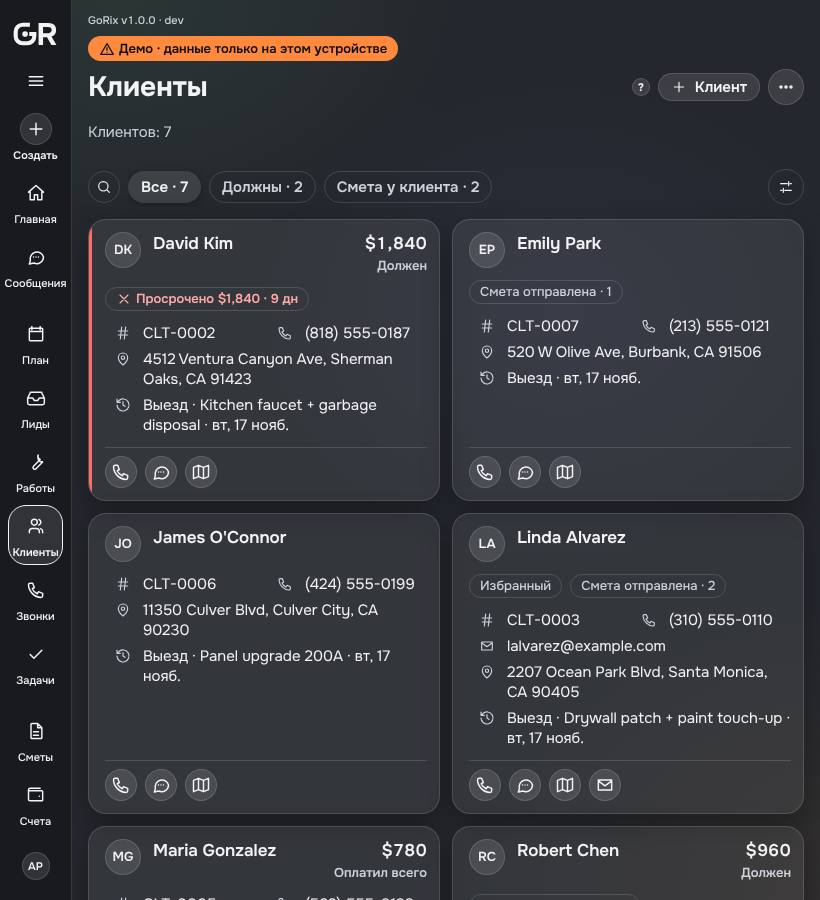 GR
GoRix v1.0.0 · dev
Демо · данные только на этом устройстве
Клиенты
?
+ Клиент
Клиентов: 7
Все · 7
Должны · 2
Смета у клиента · 2
Создать
Главная
Сообщения
План
Лиды
Работы
Клиенты
Звонки
Задачи
Сметы
Счета
AP
DK
David Kim
$1,840
Должен
Просрочено $1,840 · 9 дн
# CLT-0002
(818) 555-0187
4512 Ventura Canyon Ave, Sherman
Oaks, CA 91423
Выезд · Kitchen faucet + garbage
disposal · вт, 17 нояб.
EP
Emily Park
Смета отправлена · 1
# CLT-0007
(213) 555-0121
520 W Olive Ave, Burbank, CA 91506
Выезд · вт, 17 нояб.
JO
James O'Connor
# CLT-0006
(424) 555-0199
11350 Culver Blvd, Culver City, CA
90230
Выезд · Panel upgrade 200A · вт, 17
нояб.
LA
Linda Alvarez
Избранный
Смета отправлена · 2
# CLT-0003
(310) 555-0110
lalvarez@example.com
2207 Ocean Park Blvd, Santa Monica,
CA 90405
Выезд · Drywall patch + paint touch-up ·
вт, 17 нояб.
MG
Maria Gonzalez
$780
Оплатил всего
RC
Robert Chen
$960
Должен